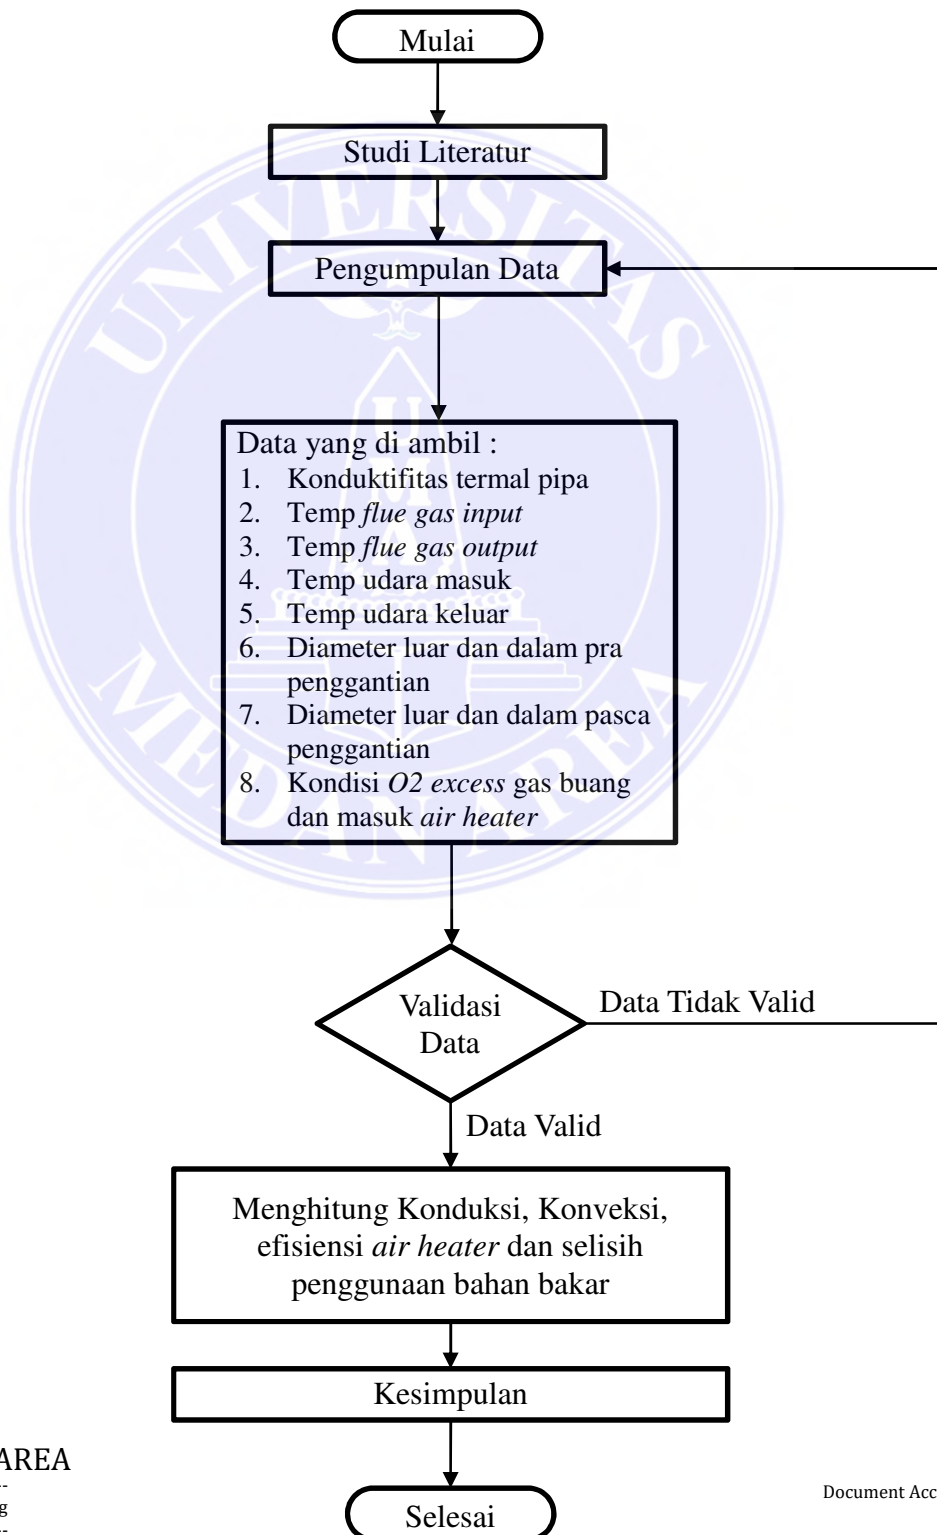 Mulai
Studi Literatur
Pengumpulan Data
UNIVERSITAS
UMA
MEDAN AREA
Data yang di ambil :
1. Konduktifitas termal pipa
2. Temp flue gas input
3. Temp flue gas output
4. Temp udara masuk
5. Temp udara keluar
6. Diameter luar dan dalam pra
penggantian
7. Diameter luar dan dalam pasca
penggantian
8. Kondisi O2 excess gas buang
dan masuk air heater
Validasi
Data
Data Tidak Valid
Data Valid
Menghitung Konduksi, Konveksi,
efisiensi air heater dan selisih
penggunaan bahan bakar
Kesimpulan
Selesai
AREA
--
g
--
Document Acc